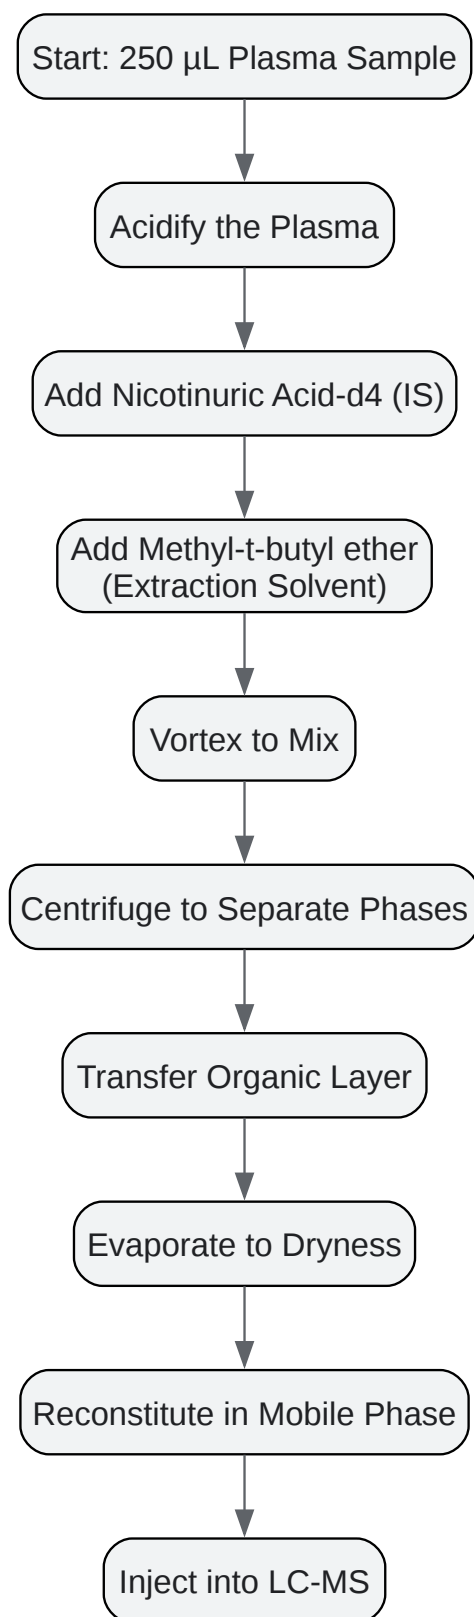 Start: 250 µL Plasma Sample
Acidify the Plasma
Add Nicotinuric Acid-d4 (IS)
Add Methyl-t-butyl ether
(Extraction Solvent)
Vortex to Mix
Centrifuge to Separate Phases
Transfer Organic Layer
Evaporate to Dryness
Reconstitute in Mobile Phase
Inject into LC-MS